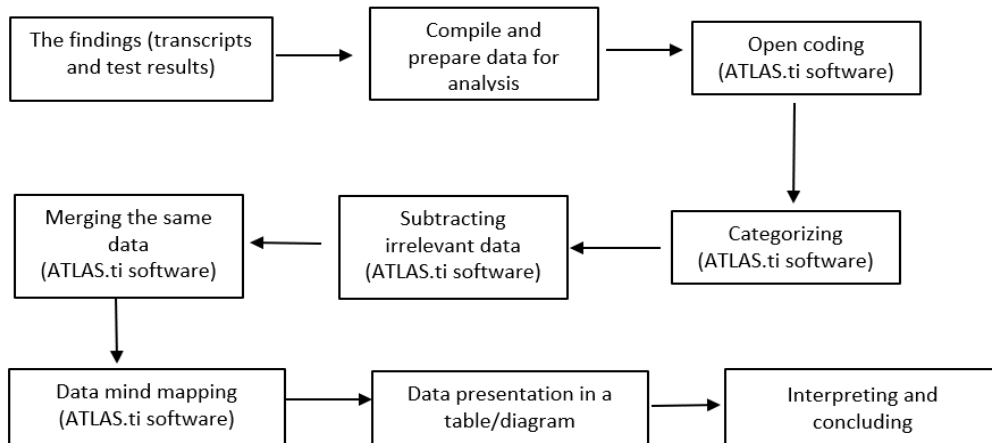 The findings (transcripts
and test results)
Compile and
prepare data for
analysis
Open coding
(ATLAS.ti software)
Categorizing
(ATLAS.ti software)
Subtracting
irrelevant data
(ATLAS.ti software)
Merging the same
data
(ATLAS.ti software)
Data mind mapping
(ATLAS.ti software)
Data presentation in a
table/diagram
Interpreting and
concluding